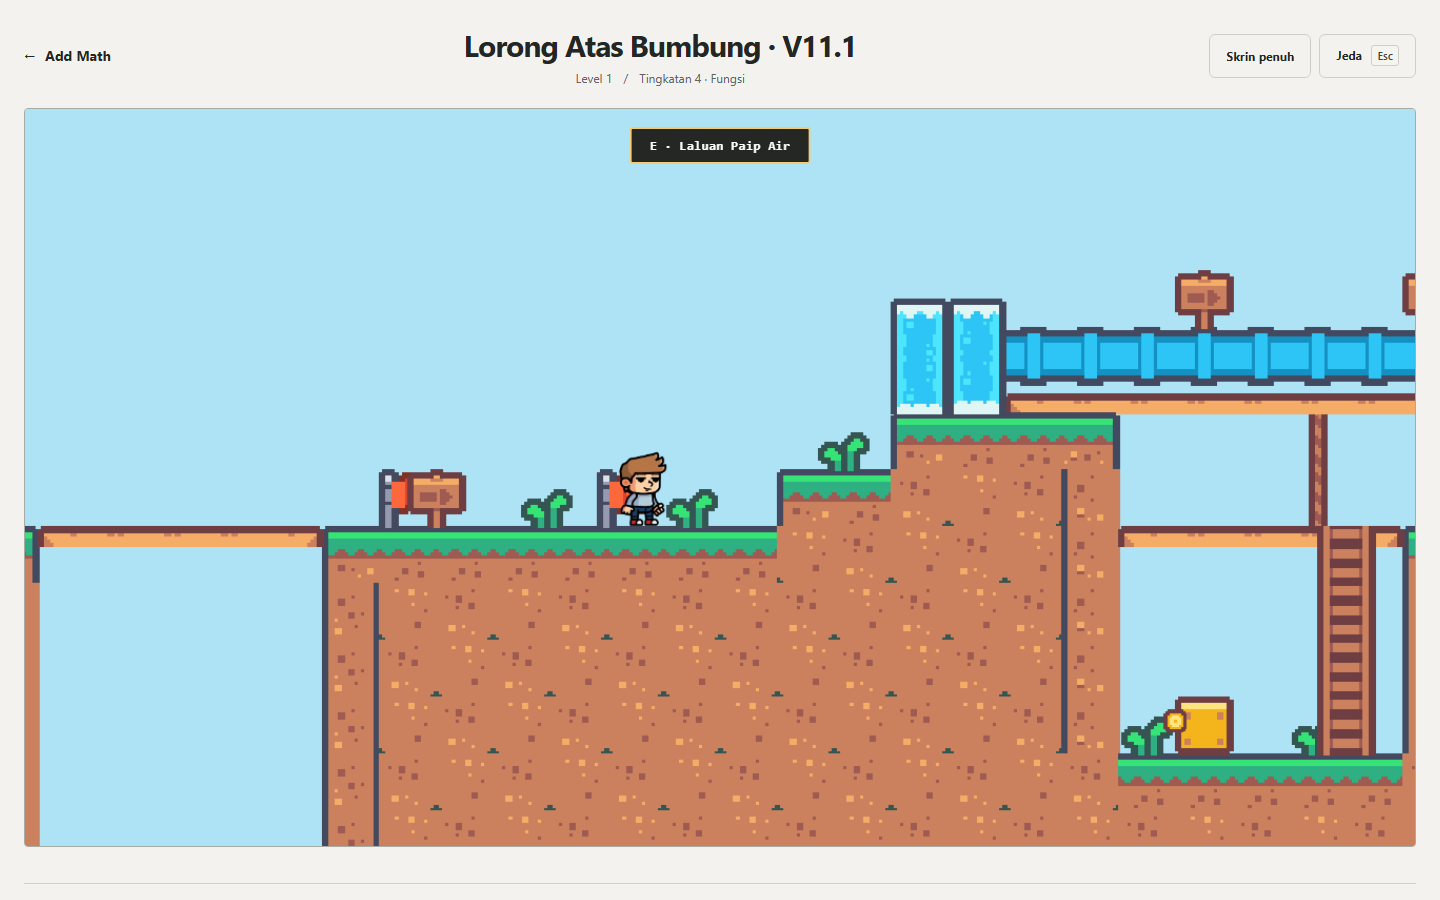 ← Add Math
Lorong Atas Bumbung · V11.1
Level 1 / Tingkatan 4 · Fungsi
Skrin penuh
Jeda Esc
E · Laluan Paip Air